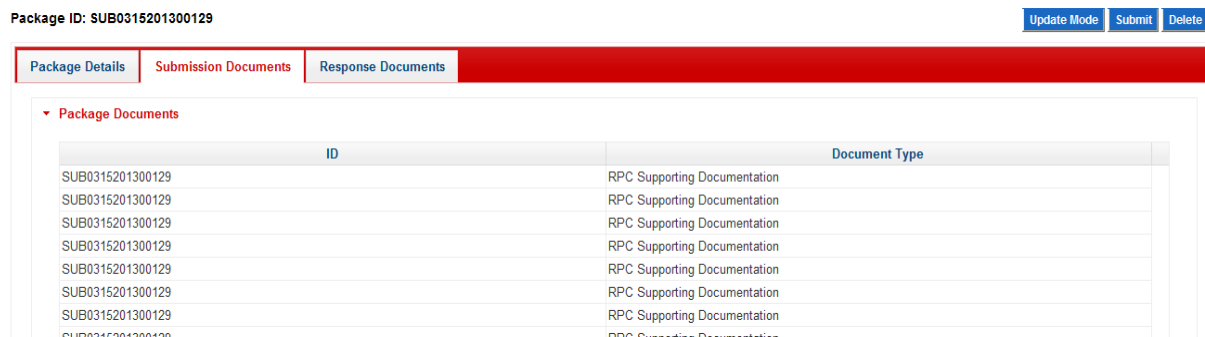 Package ID: SUB0315201300129 Update Mode Submit Delete
Package Details Submission Documents Response Documents
Package Documents
ID Document Type
SUB0315201300129 RPC Supporting Documentation
SUB0315201300129 RPC Supporting Documentation
SUB0315201300129 RPC Supporting Documentation
SUB0315201300129 RPC Supporting Documentation
SUB0315201300129 RPC Supporting Documentation
SUB0315201300129 RPC Supporting Documentation
SUB0315201300129 RPC Supporting Documentation
SUB0315201300129 RPC Supporting Documentation